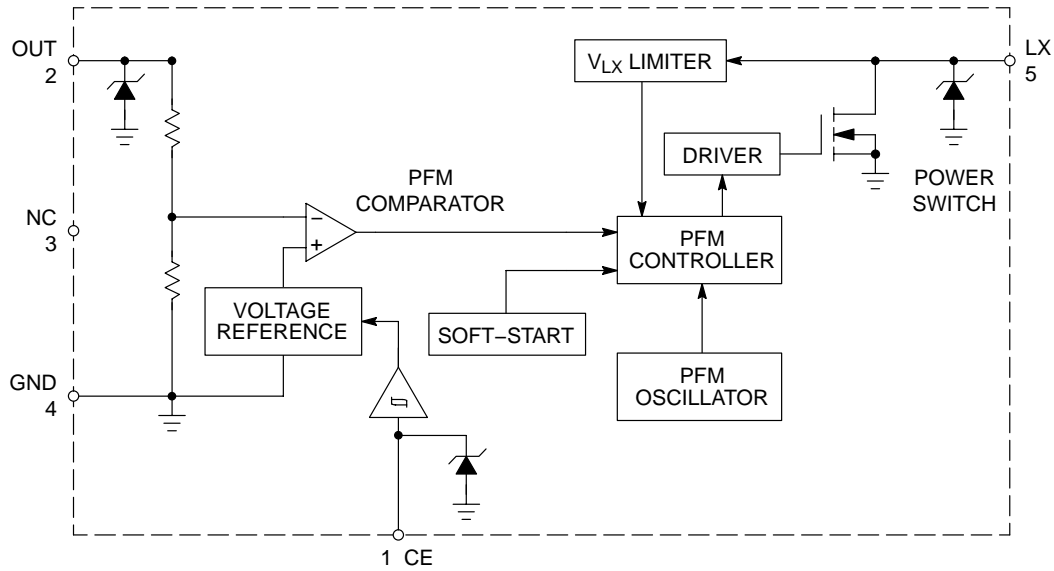 OUT
2
V_LX LIMITER
LX
5
DRIVER
POWER
SWITCH
PFM
COMPARATOR
NC
3
−
+
PFM
CONTROLLER
VOLTAGE
REFERENCE
SOFT−START
GND
4
PFM
OSCILLATOR
1 CE